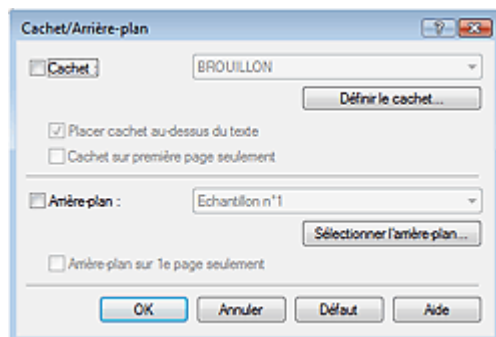 Cachet/Arrière-plan
Cachet : BROUILLON
Définir le cachet...
Placer cachet au-dessus du texte
Cachet sur première page seulement
Arrière-plan : Echantillon n°1
Sélectionner l'arrière-plan...
Arrière-plan sur 1e page seulement
OK Annuler Défaut Aide